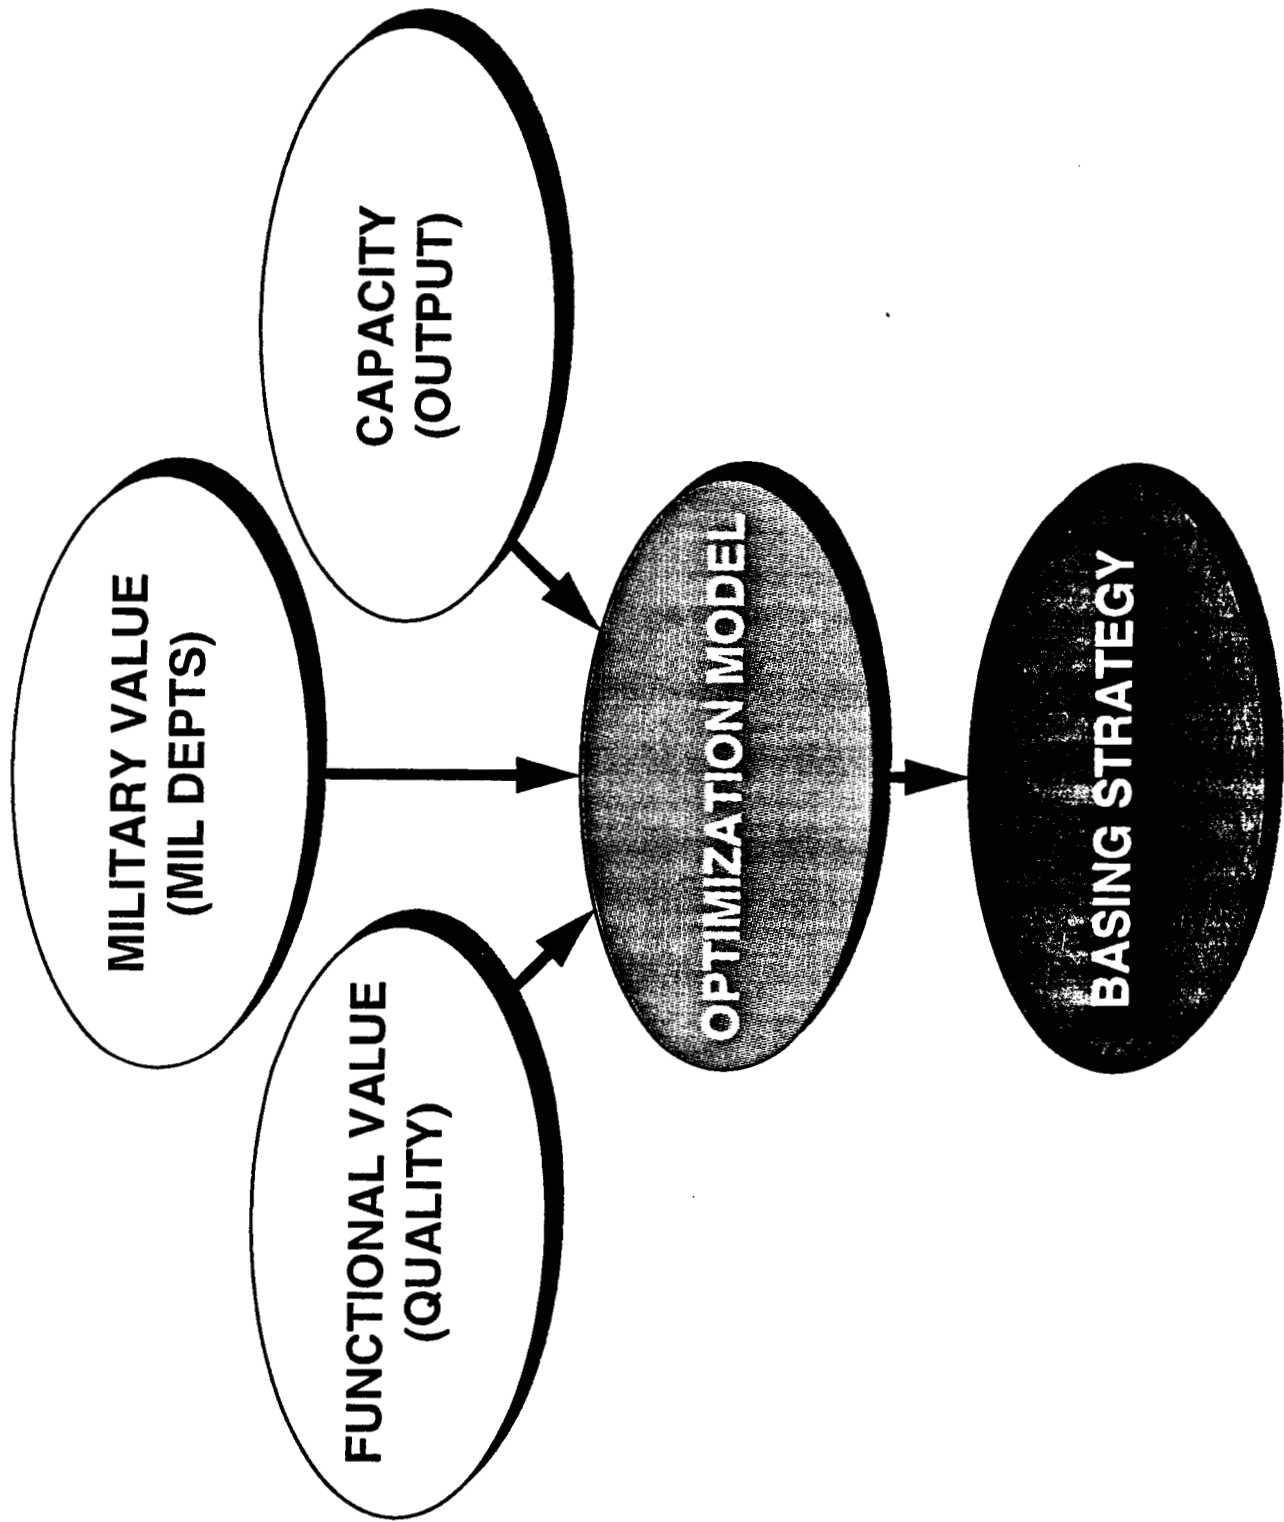 MILITARY VALUE
(MIL DEPTS)
FUNCTIONAL VALUE
(QUALITY)
CAPACITY
(OUTPUT)
OPTIMIZATION MODEL
BASING STRATEGY